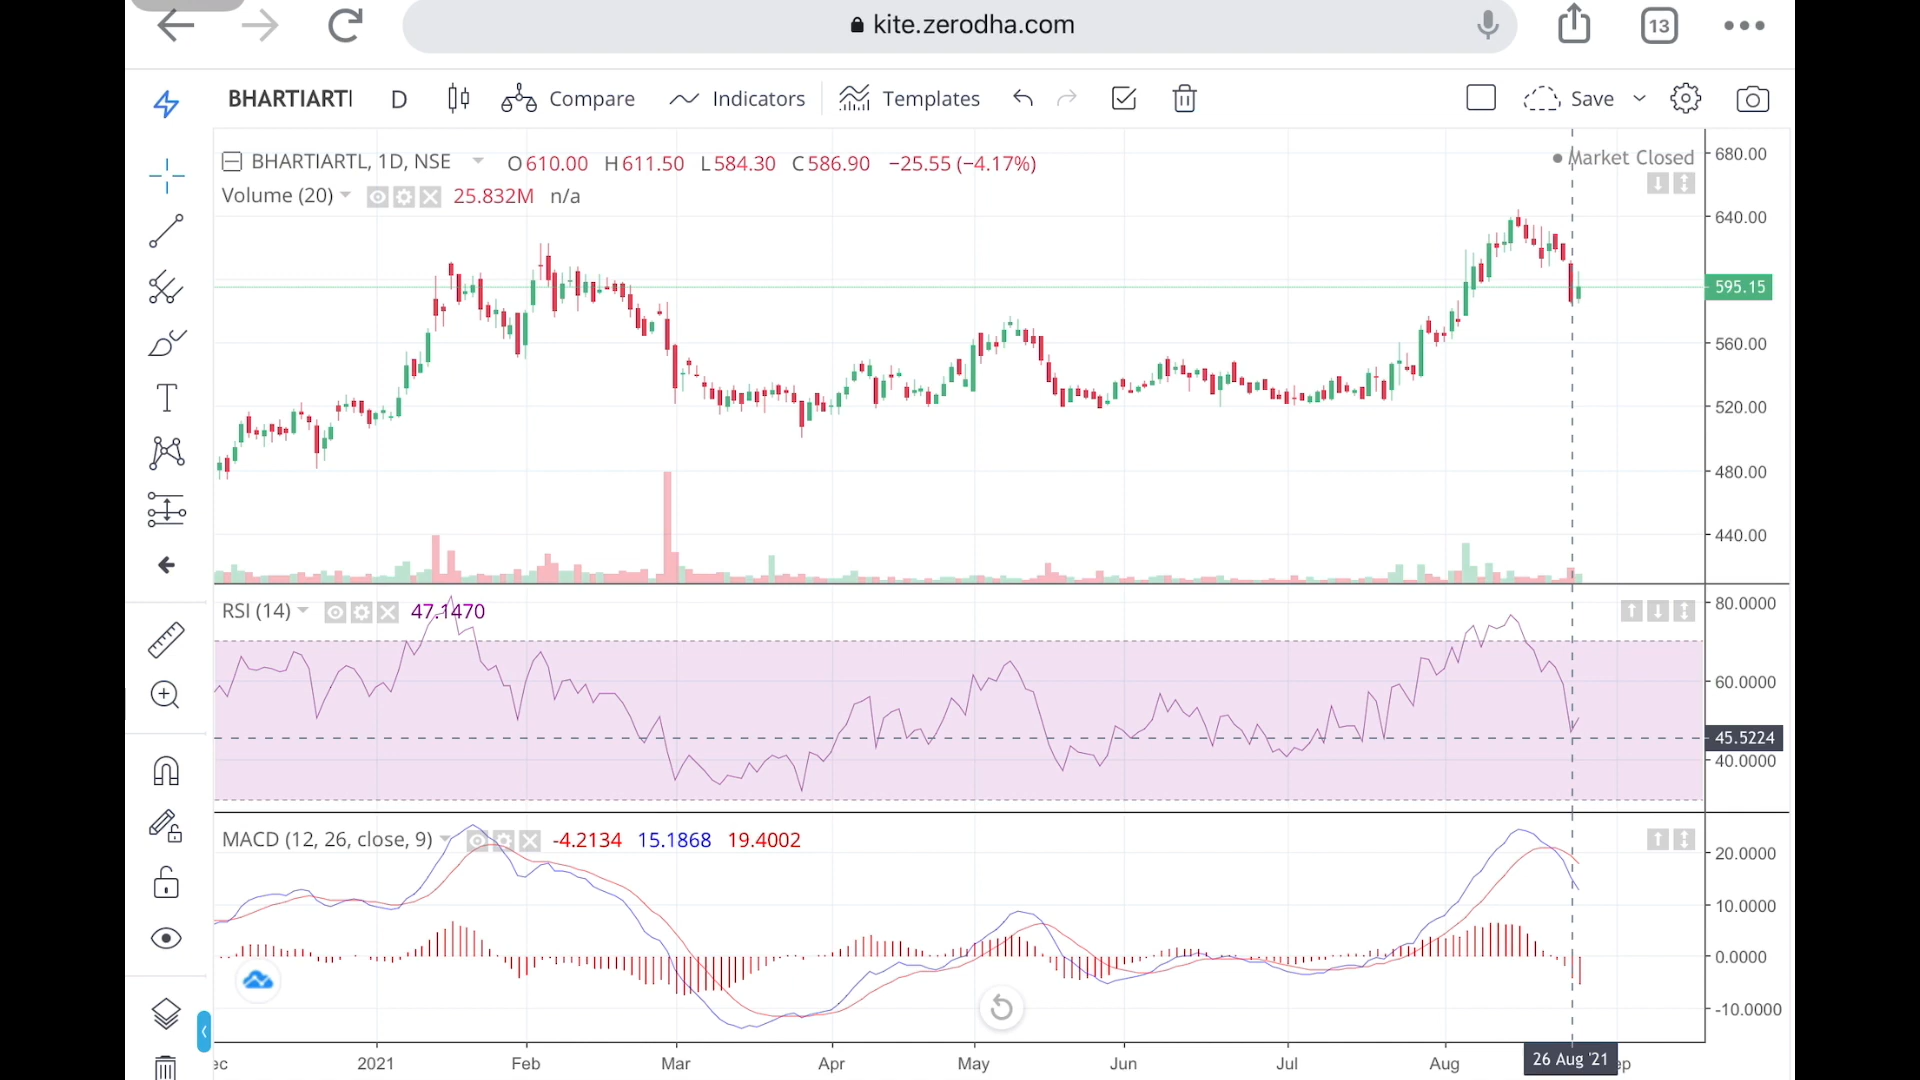 kite.zerodha.com
13
BHARTIARTI
D
Compare
Indicators
Templates
Save
BHARTIARTL, 1D, NSE
O610.00 H611.50 L584.30 C586.90 −25.55 (−4.17%)
Market Closed
Volume (20)
25.832M n/a
680.00
640.00
595.15
560.00
520.00
480.00
440.00
RSI (14)
47.1470
80.0000
60.0000
45.5224
40.0000
MACD (12, 26, close, 9)
-4.2134 15.1868 19.4002
20.0000
10.0000
0.0000
-10.0000
ec 2021 Feb Mar Apr May Jun Jul Aug 26 Aug '21 ep